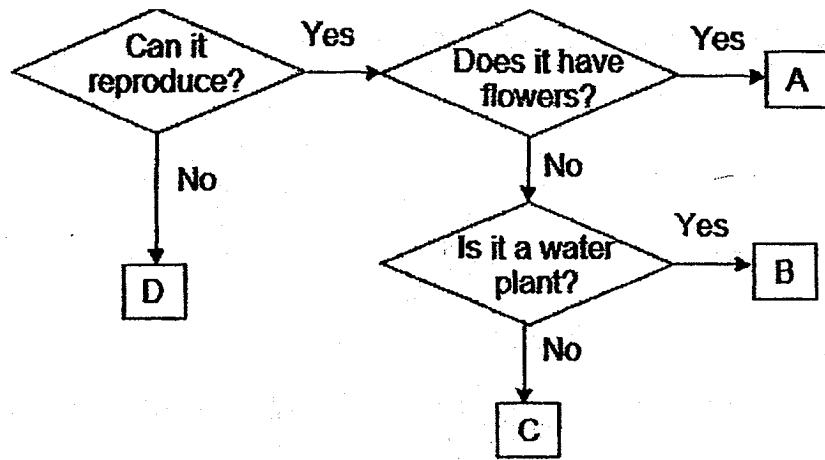 Can it
reproduce?
Yes
Does it have
flowers?
Yes
A
No
No
Is it a water
plant?
Yes
B
D
No
C